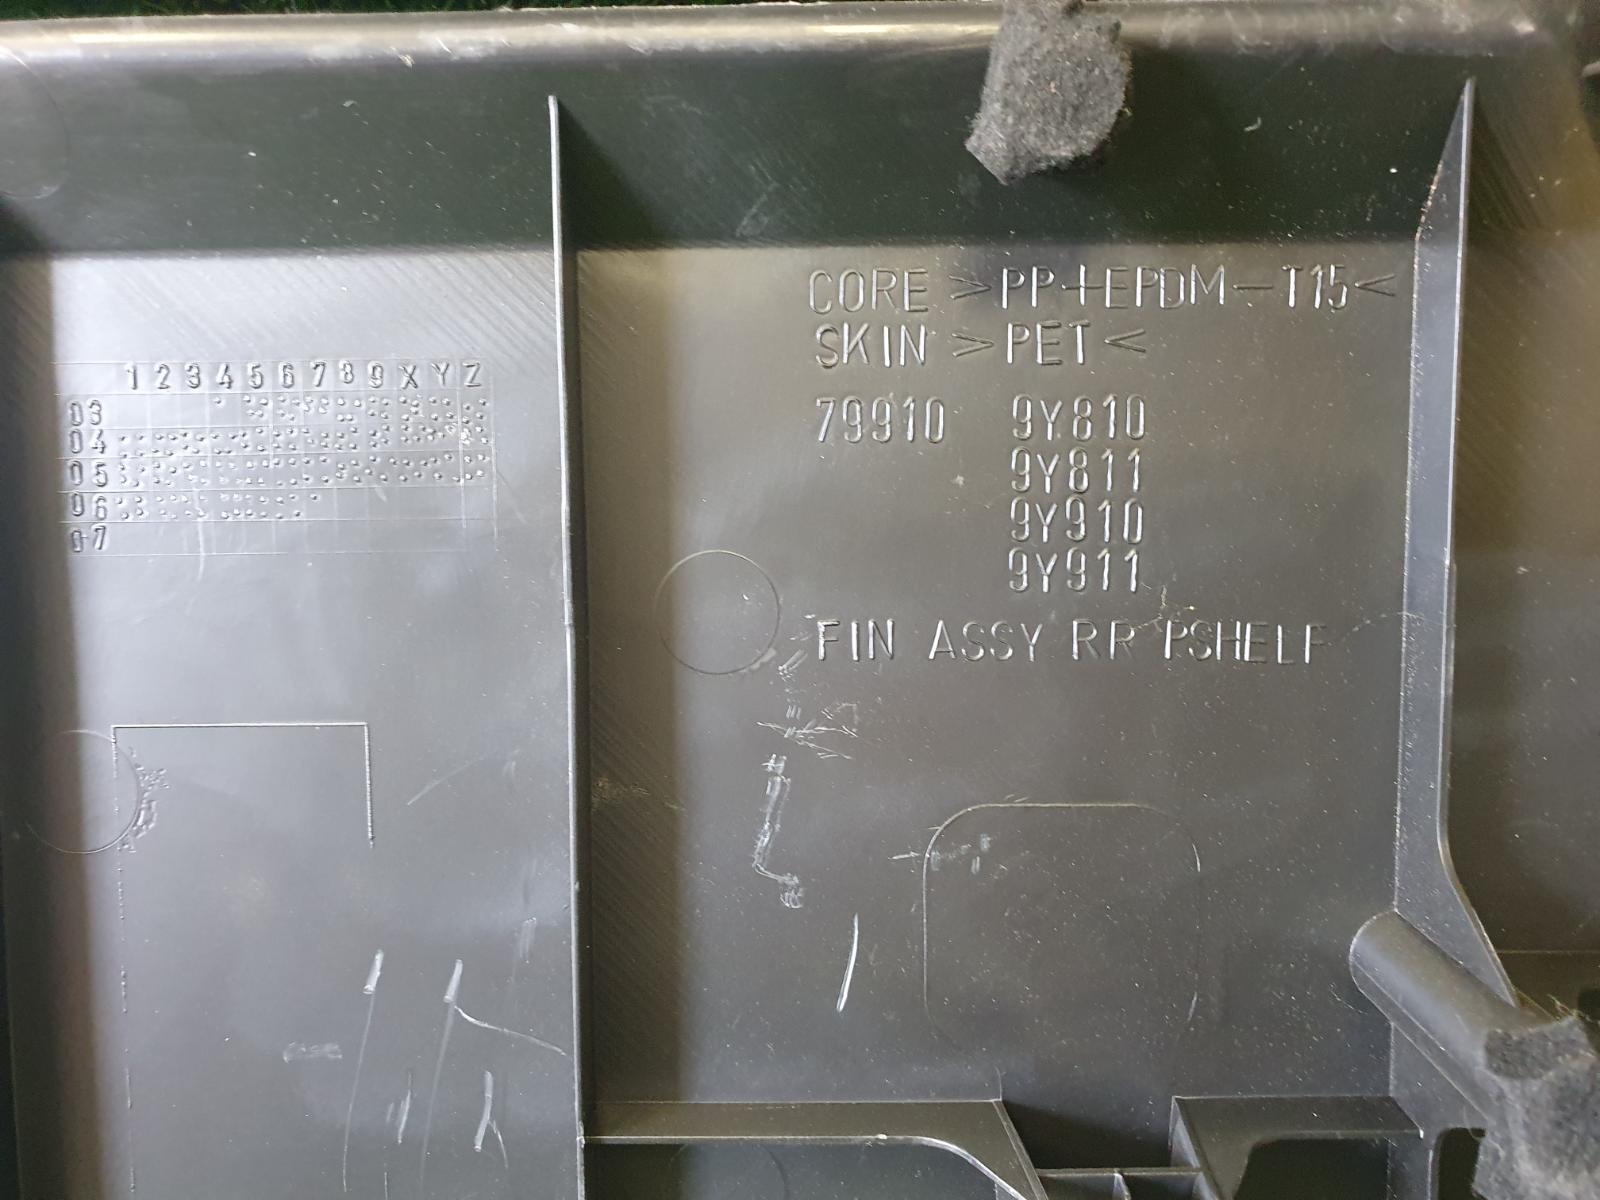 CORE >PP+EPDM-T15<
SKIN >PET<
79910 9Y810
9Y811
9Y910
9Y911
FIN ASSY RR PSHELF
1 2 3 4 5 6 7 8 9 X Y Z
03
04
05
06
07